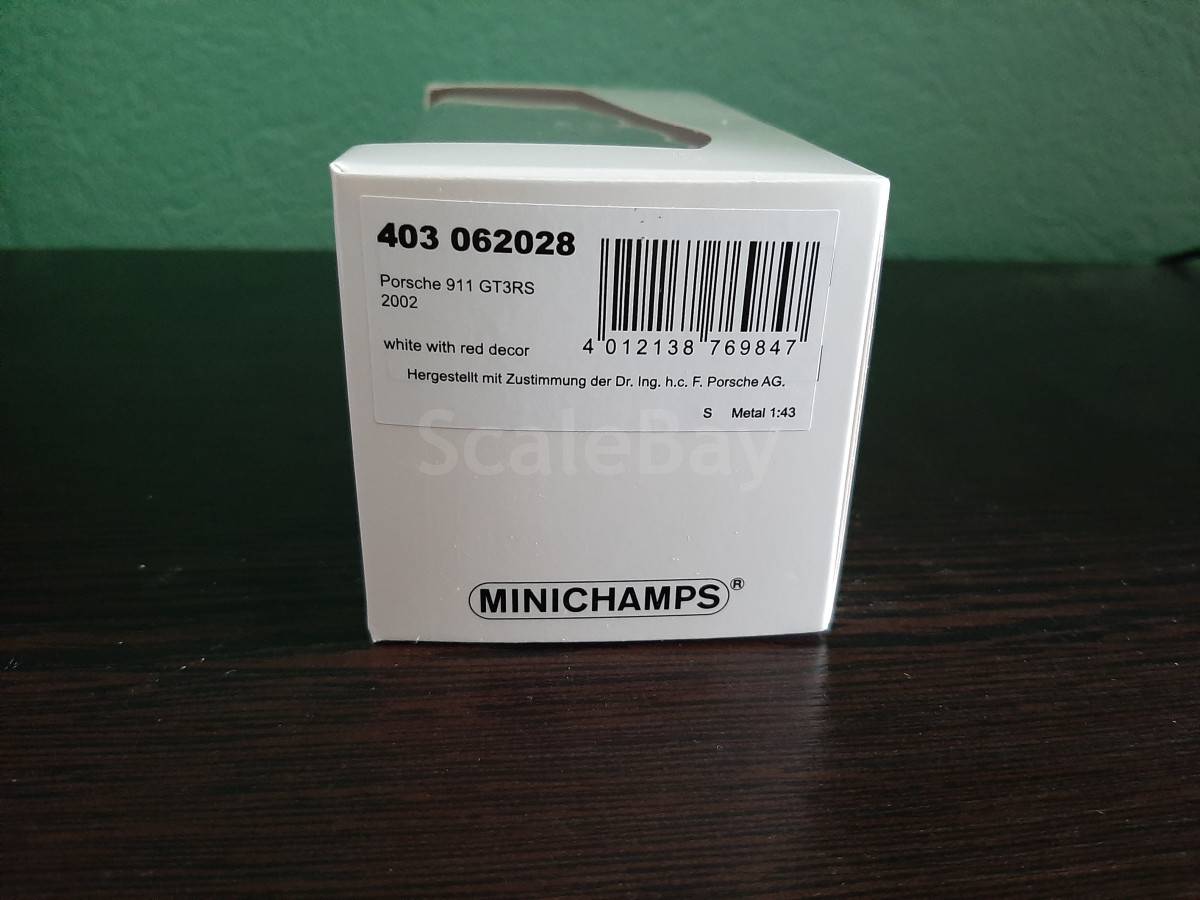 403 062028
Porsche 911 GT3RS
2002
white with red decor
4 012138 769847
Hergestellt mit Zustimmung der Dr. Ing. h.c. F. Porsche AG.
S Metal 1:43
ScaleBay
MINICHAMPS®